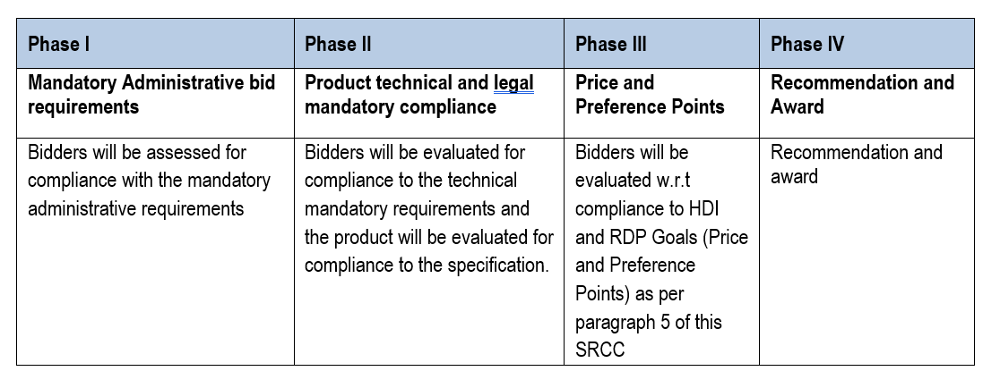 Phase I
Phase II
Phase III
Phase IV
Mandatory Administrative bid
requirements
Product technical and legal
mandatory compliance
Price and
Preference Points
Recommendation and
Award
Bidders will be assessed for
compliance with the mandatory
administrative requirements
Bidders will be evaluated for
compliance to the technical
mandatory requirements and
the product will be evaluated for
compliance to the specification.
Bidders will be
evaluated w.r.t
compliance to HDI
and RDP Goals (Price
and Preference
Points) as per
paragraph 5 of this
SRCC
Recommendation and
award